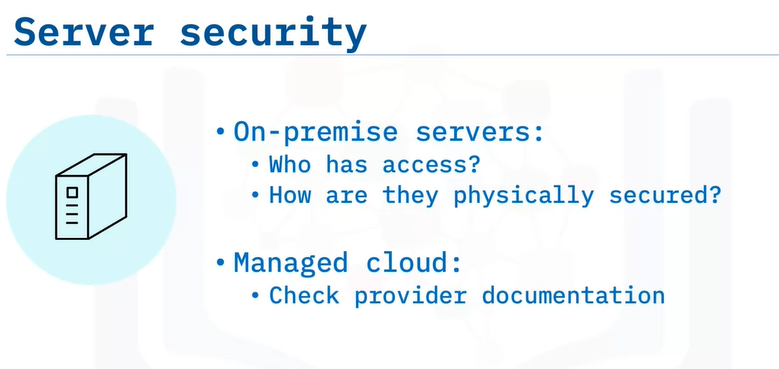 Server security
• On-premise servers:
• Who has access?
• How are they physically secured?
• Managed cloud:
• Check provider documentation